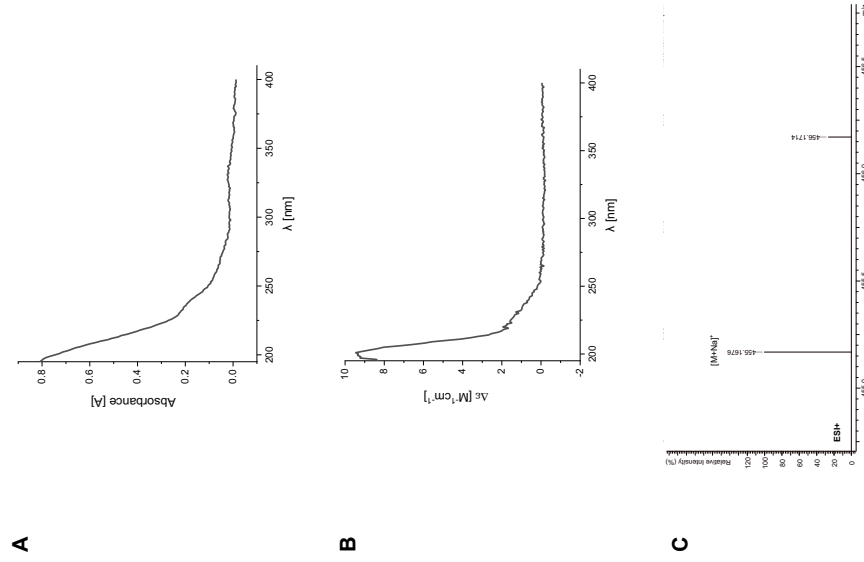 A
Absorbance [A]
0.8
0.6
0.4
0.2
0.0
200 250 300 350 400
λ [nm]
B
Δε [M⁻¹cm⁻¹]
10
8
6
4
2
0
-2
200 250 300 350 400
λ [nm]
C
Relative Intensity (%)
120
100
80
60
40
20
0
[M+Na]⁺
455.1676
456.1714
ESI+